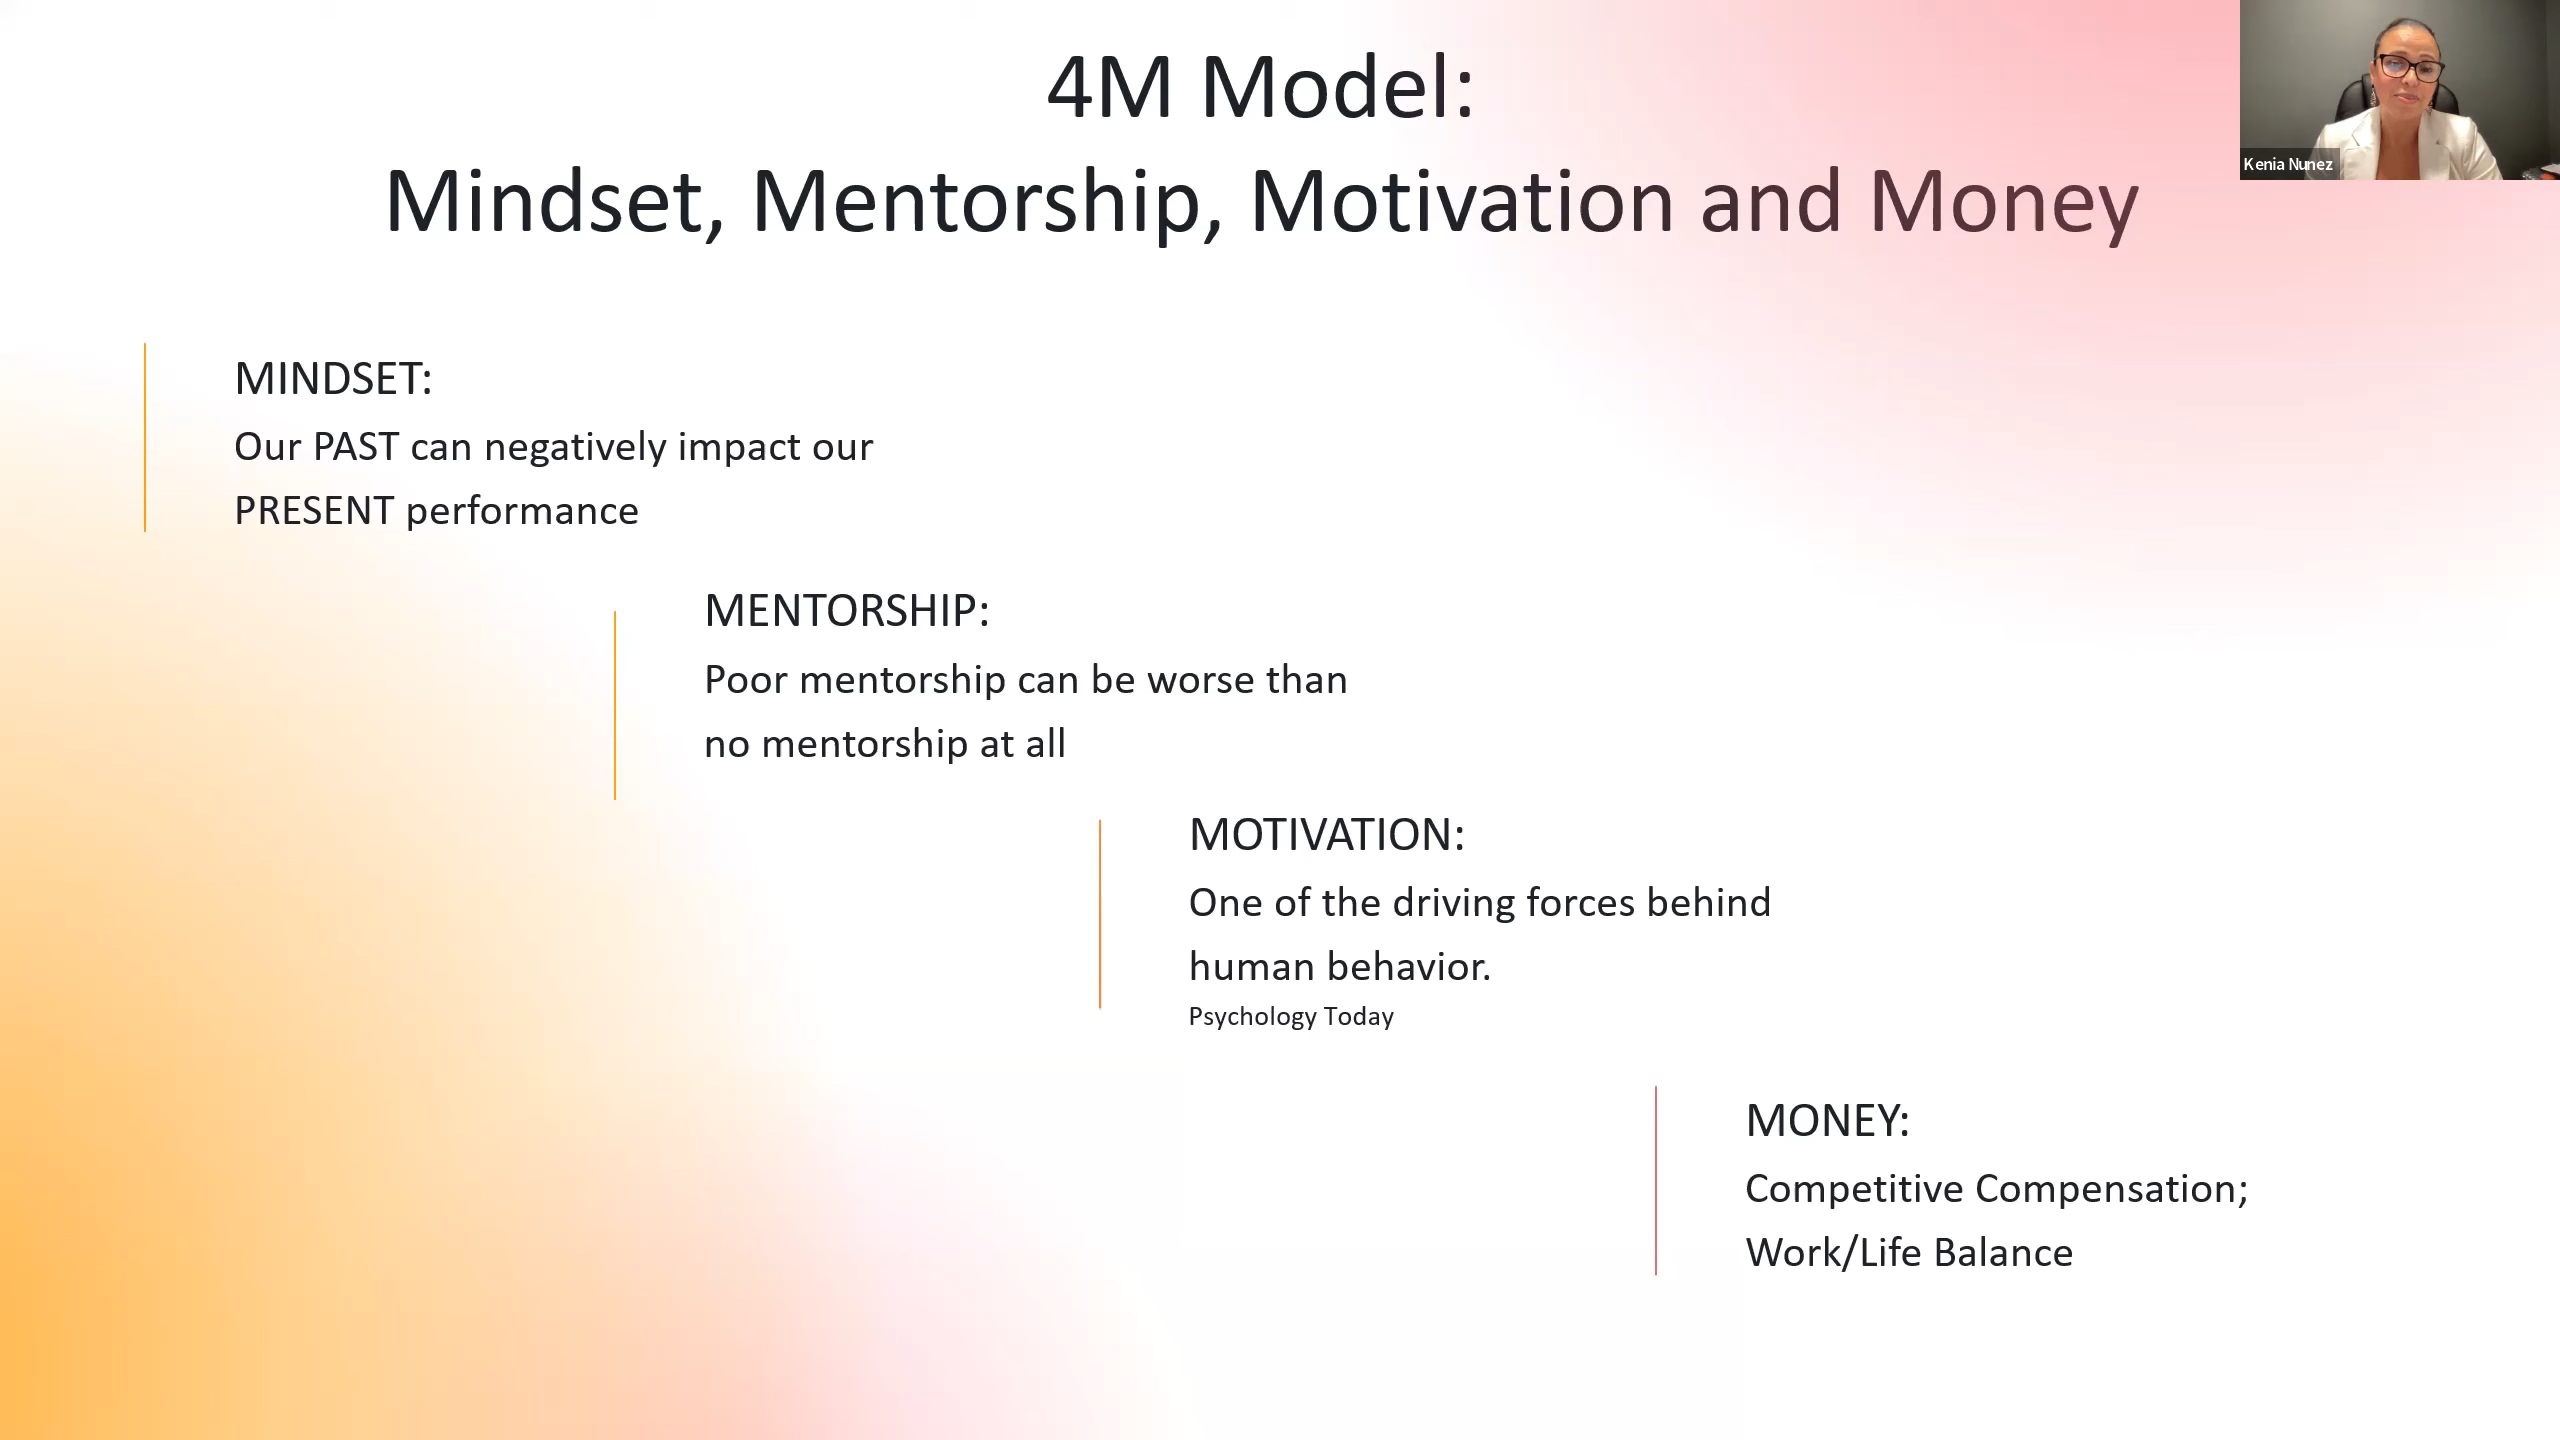 4M Model:
Mindset, Mentorship, Motivation and Money
Kenia Nunez
MINDSET:
Our PAST can negatively impact our
PRESENT performance
MENTORSHIP:
Poor mentorship can be worse than
no mentorship at all
MOTIVATION:
One of the driving forces behind
human behavior.
Psychology Today
MONEY:
Competitive Compensation;
Work/Life Balance